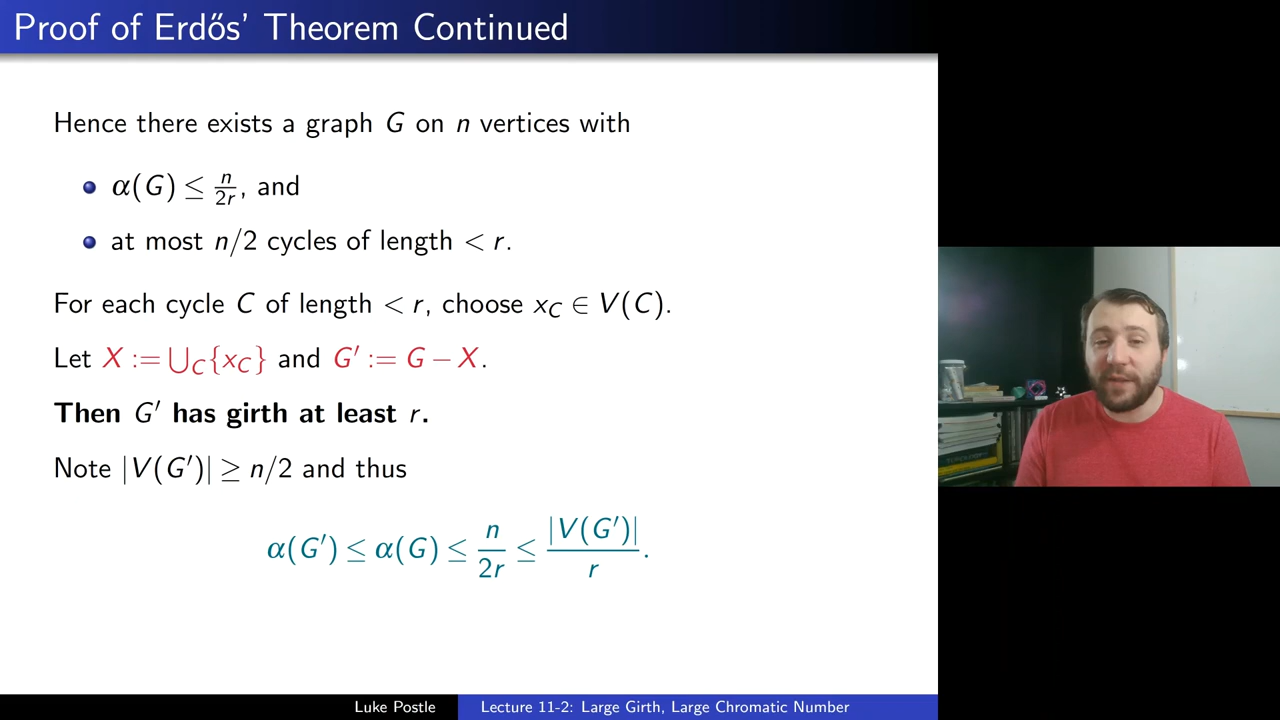 Proof of Erdős' Theorem Continued
Hence there exists a graph G on n vertices with
α(G) ≤ n/2r, and
at most n/2 cycles of length < r.
For each cycle C of length < r, choose x_C ∈ V(C).
Let X := ⋃_C{x_C} and G′ := G − X.
Then G′ has girth at least r.
Note |V(G′)| ≥ n/2 and thus
α(G′) ≤ α(G) ≤ n/2r ≤ |V(G′)|/r.
Luke Postle
Lecture 11-2: Large Girth, Large Chromatic Number